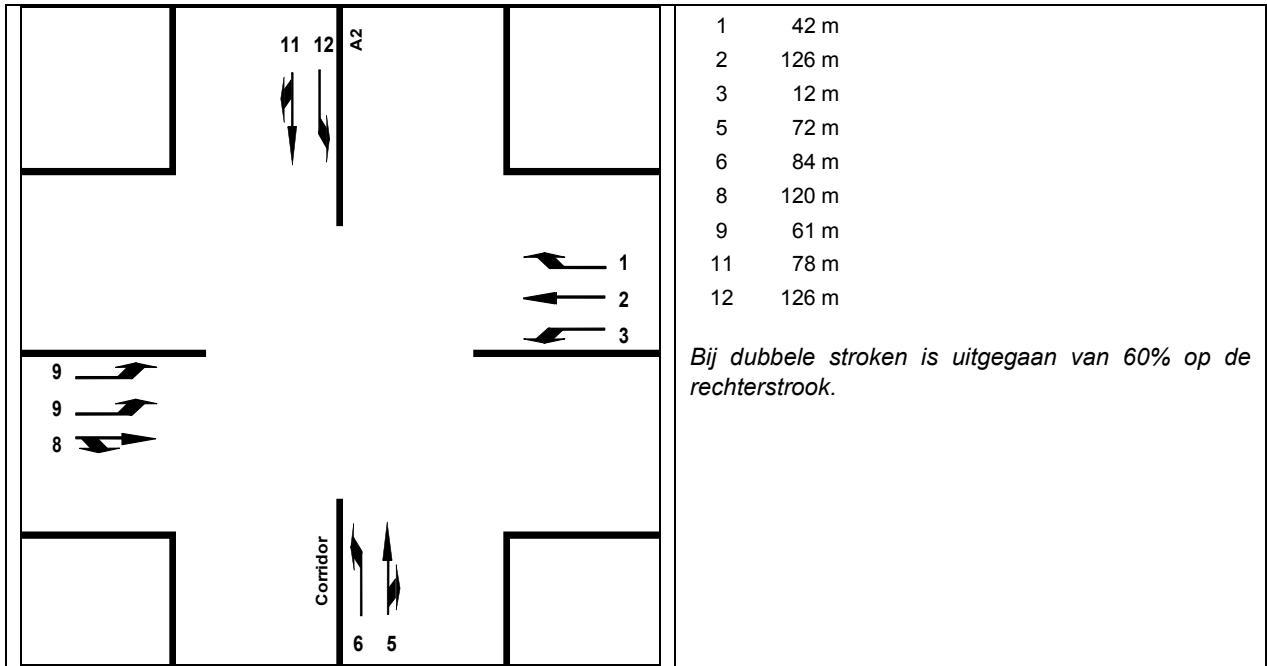 11 12 A2
1
2
3
9
9
8
Corridor
6 5
1 42 m
2 126 m
3 12 m
5 72 m
6 84 m
8 120 m
9 61 m
11 78 m
12 126 m
Bij dubbele stroken is uitgegaan van 60% op de
rechterstrook.